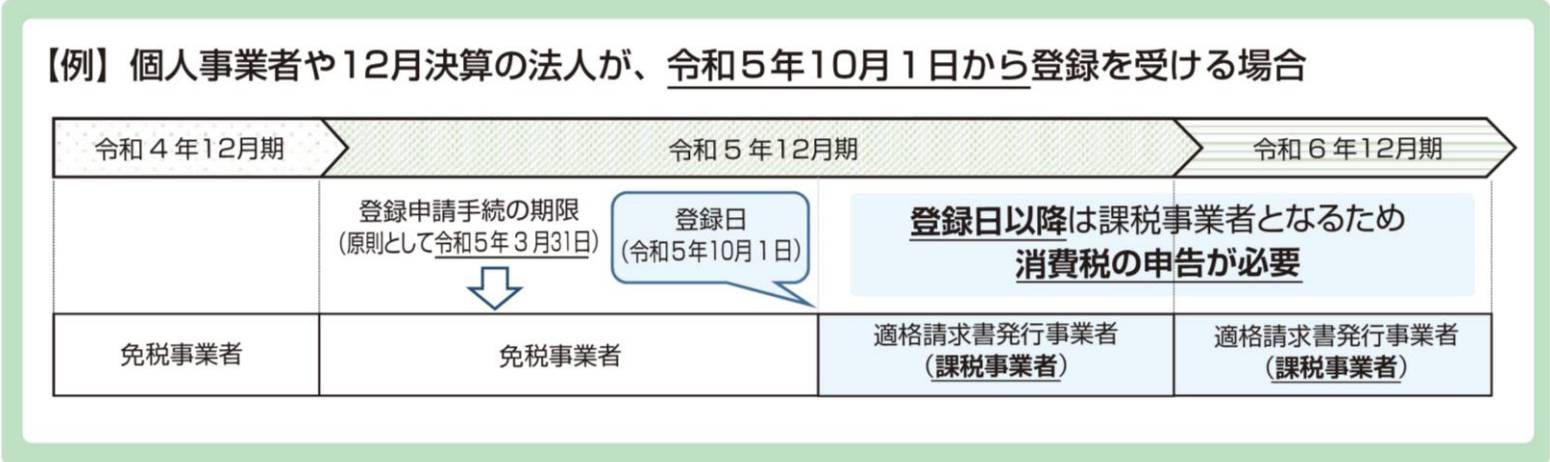 【例】個人事業者や12月決算の法人が、令和5年10月1日から登録を受ける場合
令和4年12月期
令和5年12月期
令和6年12月期
登録申請手続の期限
(原則として令和5年3月31日)
登録日
(令和5年10月1日)
登録日以降は課税事業者となるため
消費税の申告が必要
免税事業者
免税事業者
適格請求書発行事業者
(課税事業者)
適格請求書発行事業者
(課税事業者)